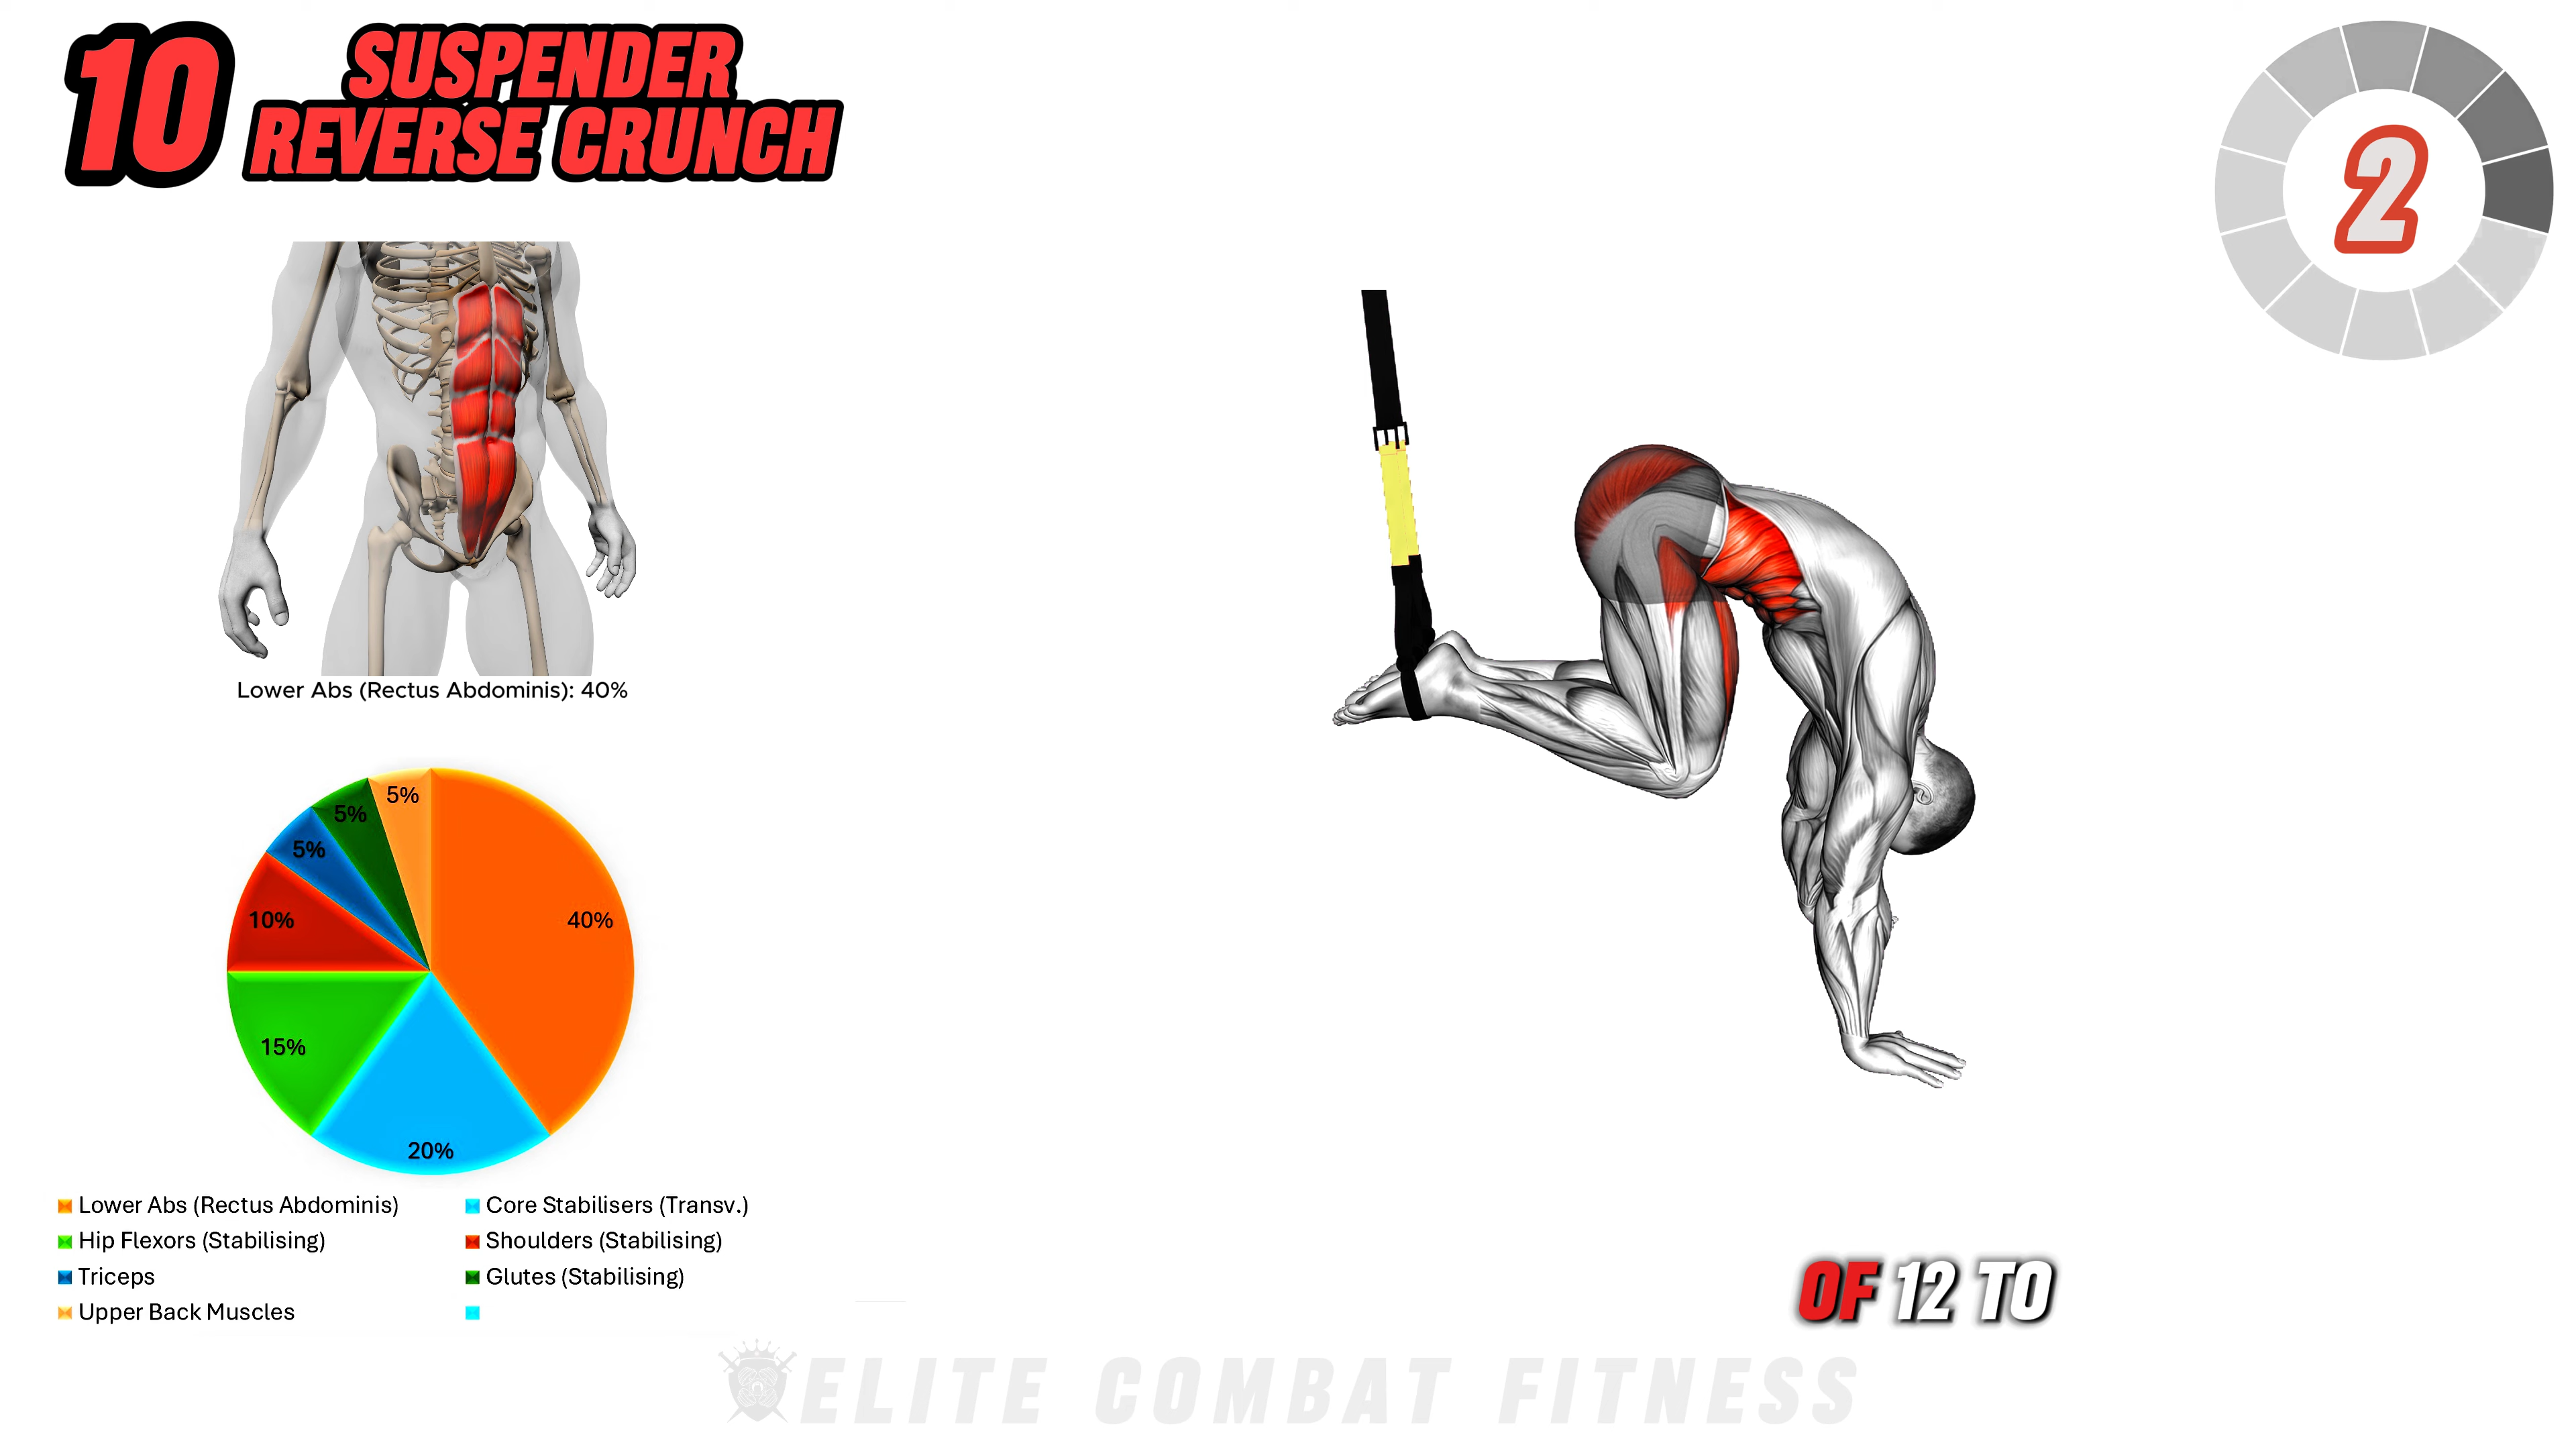 10
SUSPENDER
REVERSE CRUNCH
2
Lower Abs (Rectus Abdominis): 40%
5%
5%
5%
10%
40%
15%
20%
Lower Abs (Rectus Abdominis)
Core Stabilisers (Transv.)
Hip Flexors (Stabilising)
Shoulders (Stabilising)
Triceps
Glutes (Stabilising)
Upper Back Muscles
OF 12 TO
ELITE COMBAT FITNESS